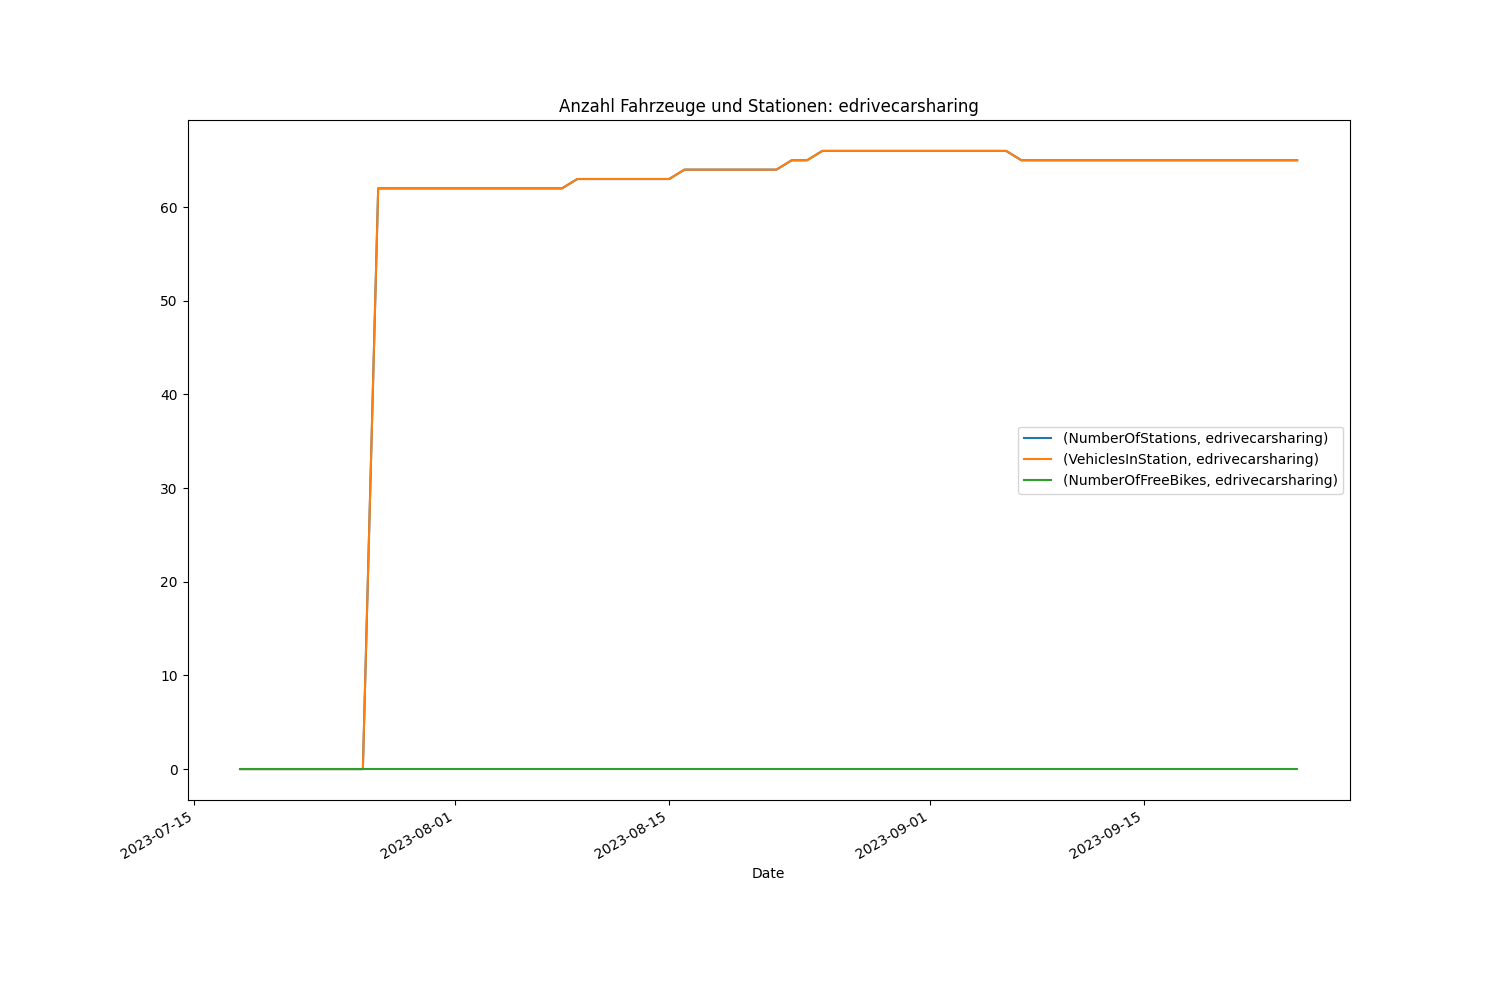 Anzahl Fahrzeuge und Stationen: edrivecarsharing
60
50
40
30
20
10
0
(NumberOfStations, edrivecarsharing)
(VehiclesInStation, edrivecarsharing)
(NumberOfFreeBikes, edrivecarsharing)
2023-07-15
2023-08-01
2023-08-15
2023-09-01
2023-09-15
Date